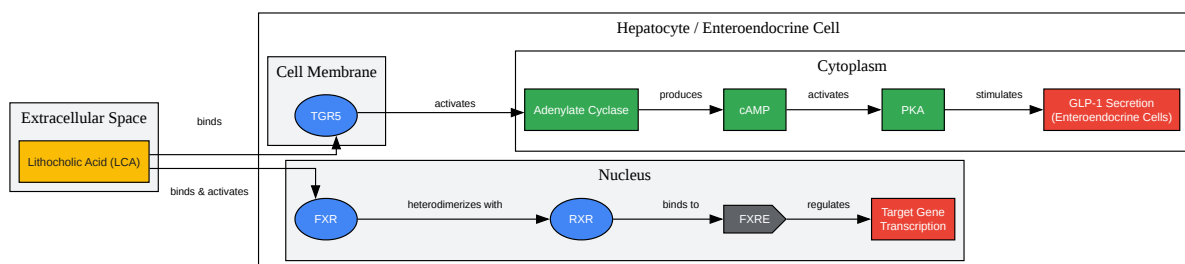 Hepatocyte / Enteroendocrine Cell
Cell Membrane
Cytoplasm
Extracellular Space
Lithocholic Acid (LCA)
binds
binds & activates
TGR5
activates
Adenylate Cyclase
produces
cAMP
activates
PKA
stimulates
GLP-1 Secretion
(Enteroendocrine Cells)
Nucleus
FXR
heterodimerizes with
RXR
binds to
FXRE
regulates
Target Gene
Transcription